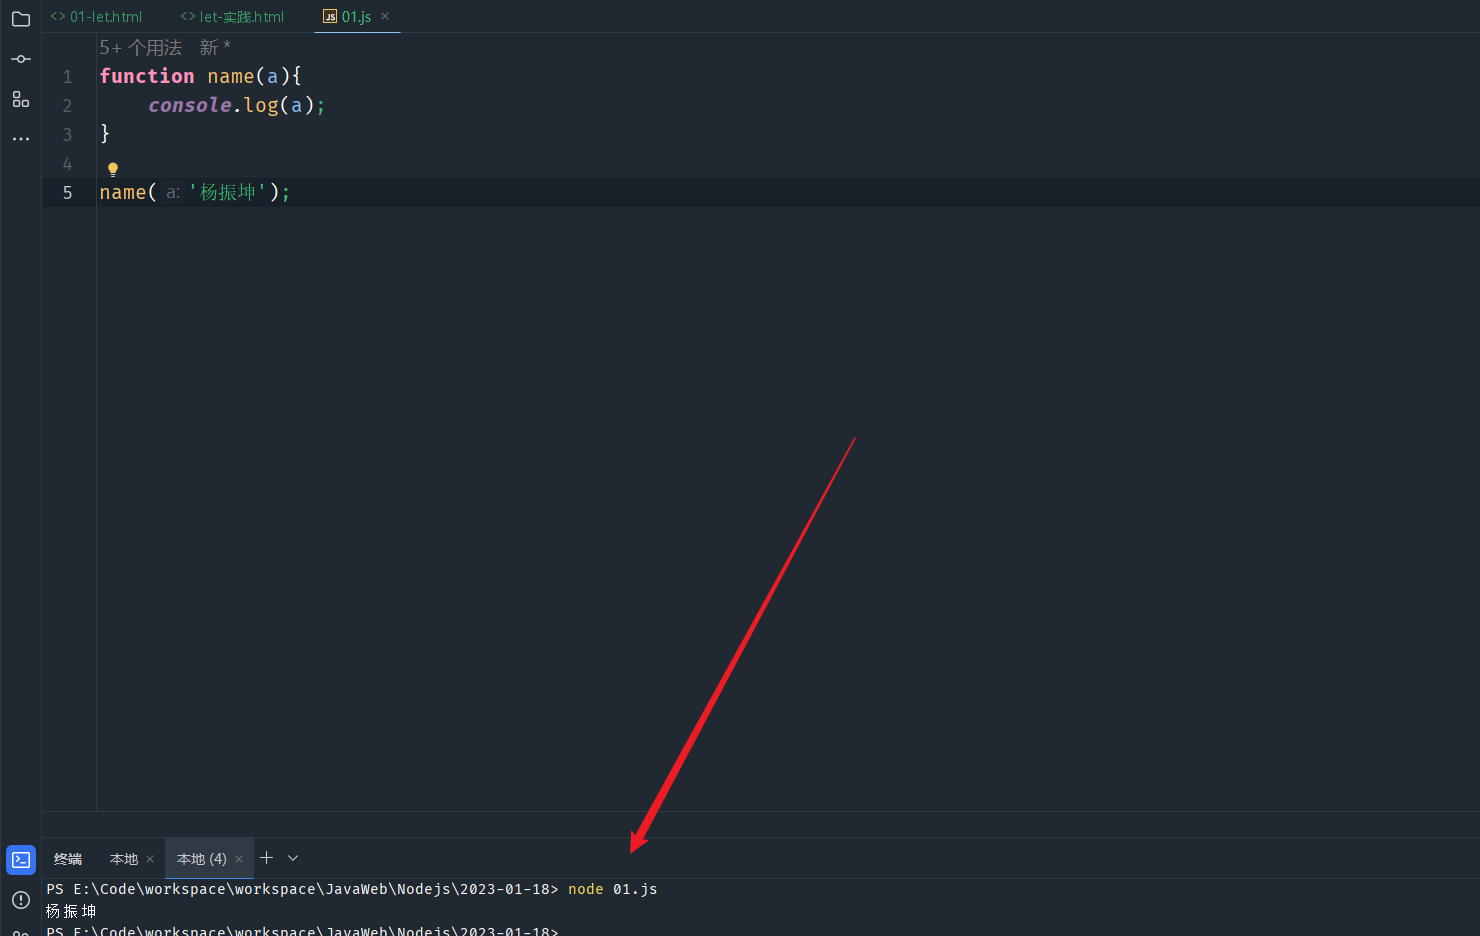 <> 01-let.html <> let-实践.html JS 01.js ×
5+ 个用法 新 *
1 function name(a){
2 console.log(a);
3 }
4
5 name( a: '杨振坤');
终端 本地 × 本地 (4) ×
PS E:\Code\workspace\workspace\JavaWeb\Nodejs\2023-01-18> node 01.js
杨振坤
PS E:\Code\workspace\workspace\JavaWeb\Nodejs\2023-01-18>